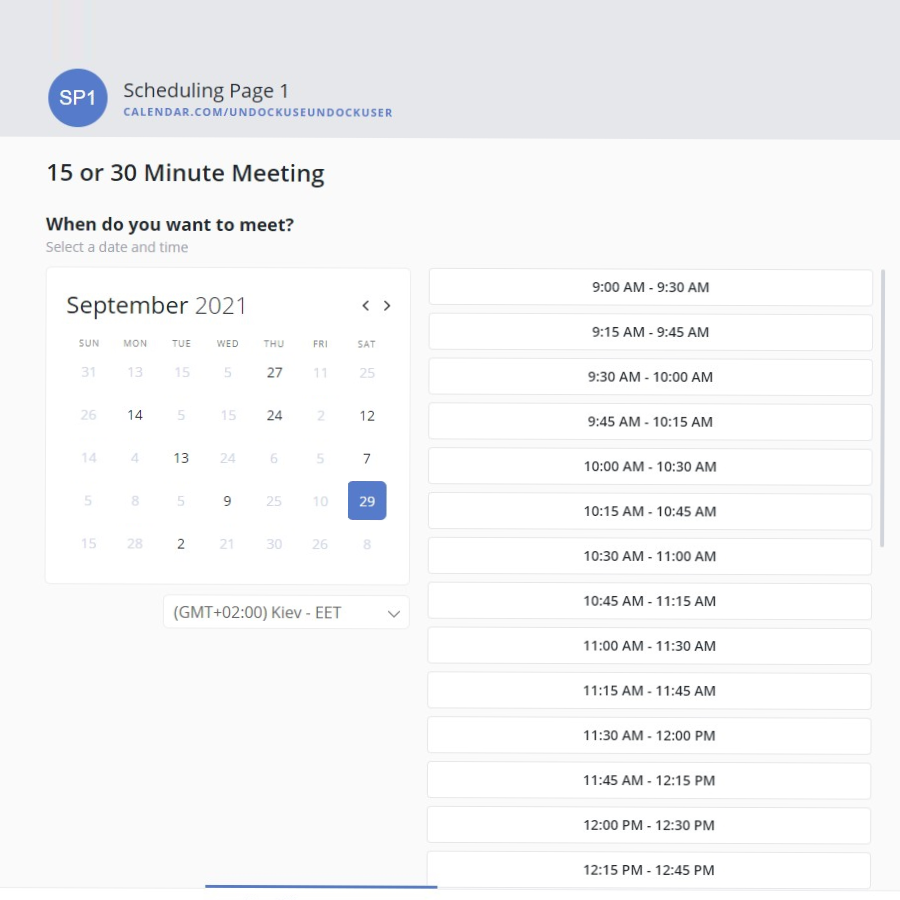 SP1
Scheduling Page 1
CALENDAR.COM/UNDOCKUSEUNDOCKUSER
15 or 30 Minute Meeting
When do you want to meet?
Select a date and time
September 2021
SUN MON TUE WED THU FRI SAT
31 13 15 5 27 11 25
26 14 5 15 24 2 12
14 4 13 24 6 5 7
5 8 5 9 25 10 29
15 28 2 21 30 26 8
(GMT+02:00) Kiev - EET
9:00 AM - 9:30 AM
9:15 AM - 9:45 AM
9:30 AM - 10:00 AM
9:45 AM - 10:15 AM
10:00 AM - 10:30 AM
10:15 AM - 10:45 AM
10:30 AM - 11:00 AM
10:45 AM - 11:15 AM
11:00 AM - 11:30 AM
11:15 AM - 11:45 AM
11:30 AM - 12:00 PM
11:45 AM - 12:15 PM
12:00 PM - 12:30 PM
12:15 PM - 12:45 PM